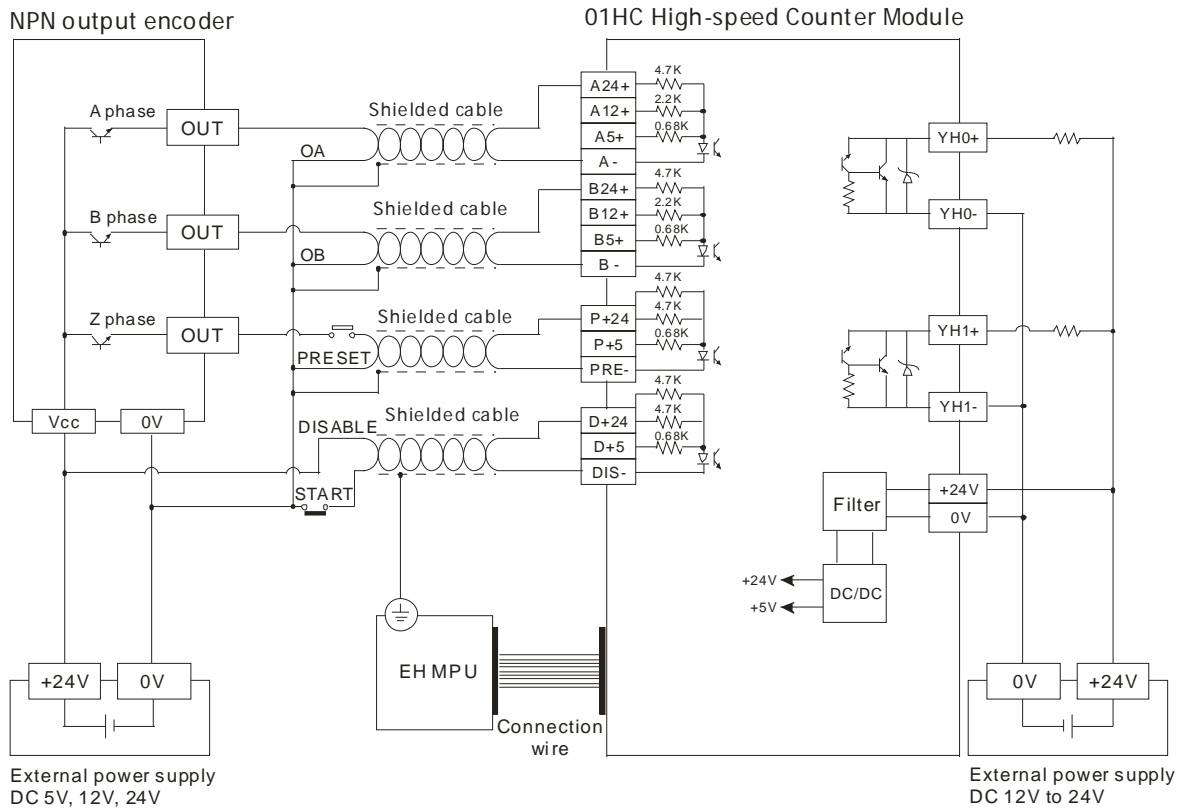 NPN output encoder
01HC High-speed Counter Module
A phase
OUT
Shielded cable
OA
A24+
4.7K
A12+
2.2K
A5+
0.68K
A -
B phase
OUT
Shielded cable
OB
B24+
4.7K
B12+
2.2K
B5+
0.68K
B -
Z phase
OUT
Shielded cable
PRESET
4.7K
P+24
4.7K
P+5
0.68K
PRE-
Vcc
0V
Shielded cable
DISABLE
START
4.7K
D+24
4.7K
D+5
0.68K
DIS-
YH0+
YH0-
YH1+
YH1-
+24V
0V
Filter
DC/DC
+24V
+5V
EH MPU
Connection
wire
+24V
0V
External power supply
DC 5V, 12V, 24V
0V
+24V
External power supply
DC 12V to 24V